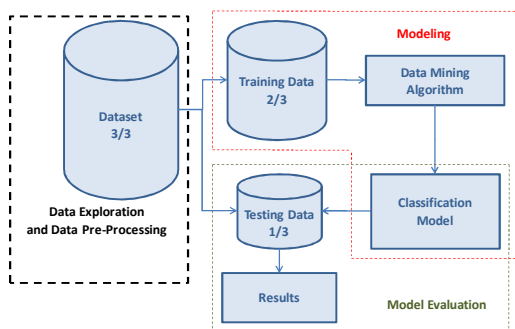 Modeling
Dataset
3/3
Training Data
2/3
Data Mining
Algorithm
Data Exploration
and Data Pre-Processing
Testing Data
1/3
Classification
Model
Results
Model Evaluation